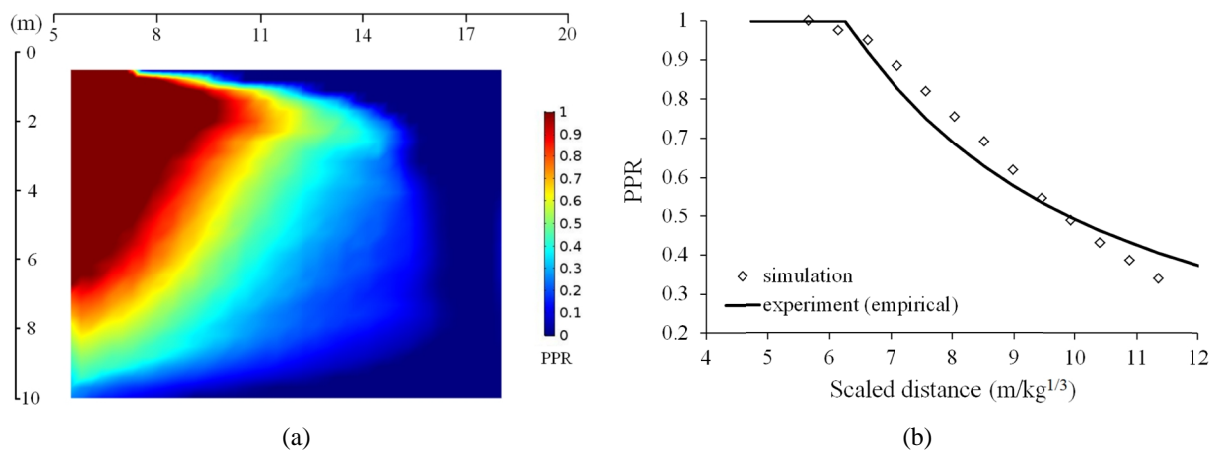 (m)
5 8 11 14 17 20
0
2
4
6
8
10
1
0.9
0.8
0.7
0.6
0.5
0.4
0.3
0.2
0.1
0
PPR
(a)
1
0.9
0.8
0.7
0.6
0.5
0.4
0.3
0.2
PPR
simulation
experiment (empirical)
4 5 6 7 8 9 10 11 12
Scaled distance (m/kg^{1/3})
(b)